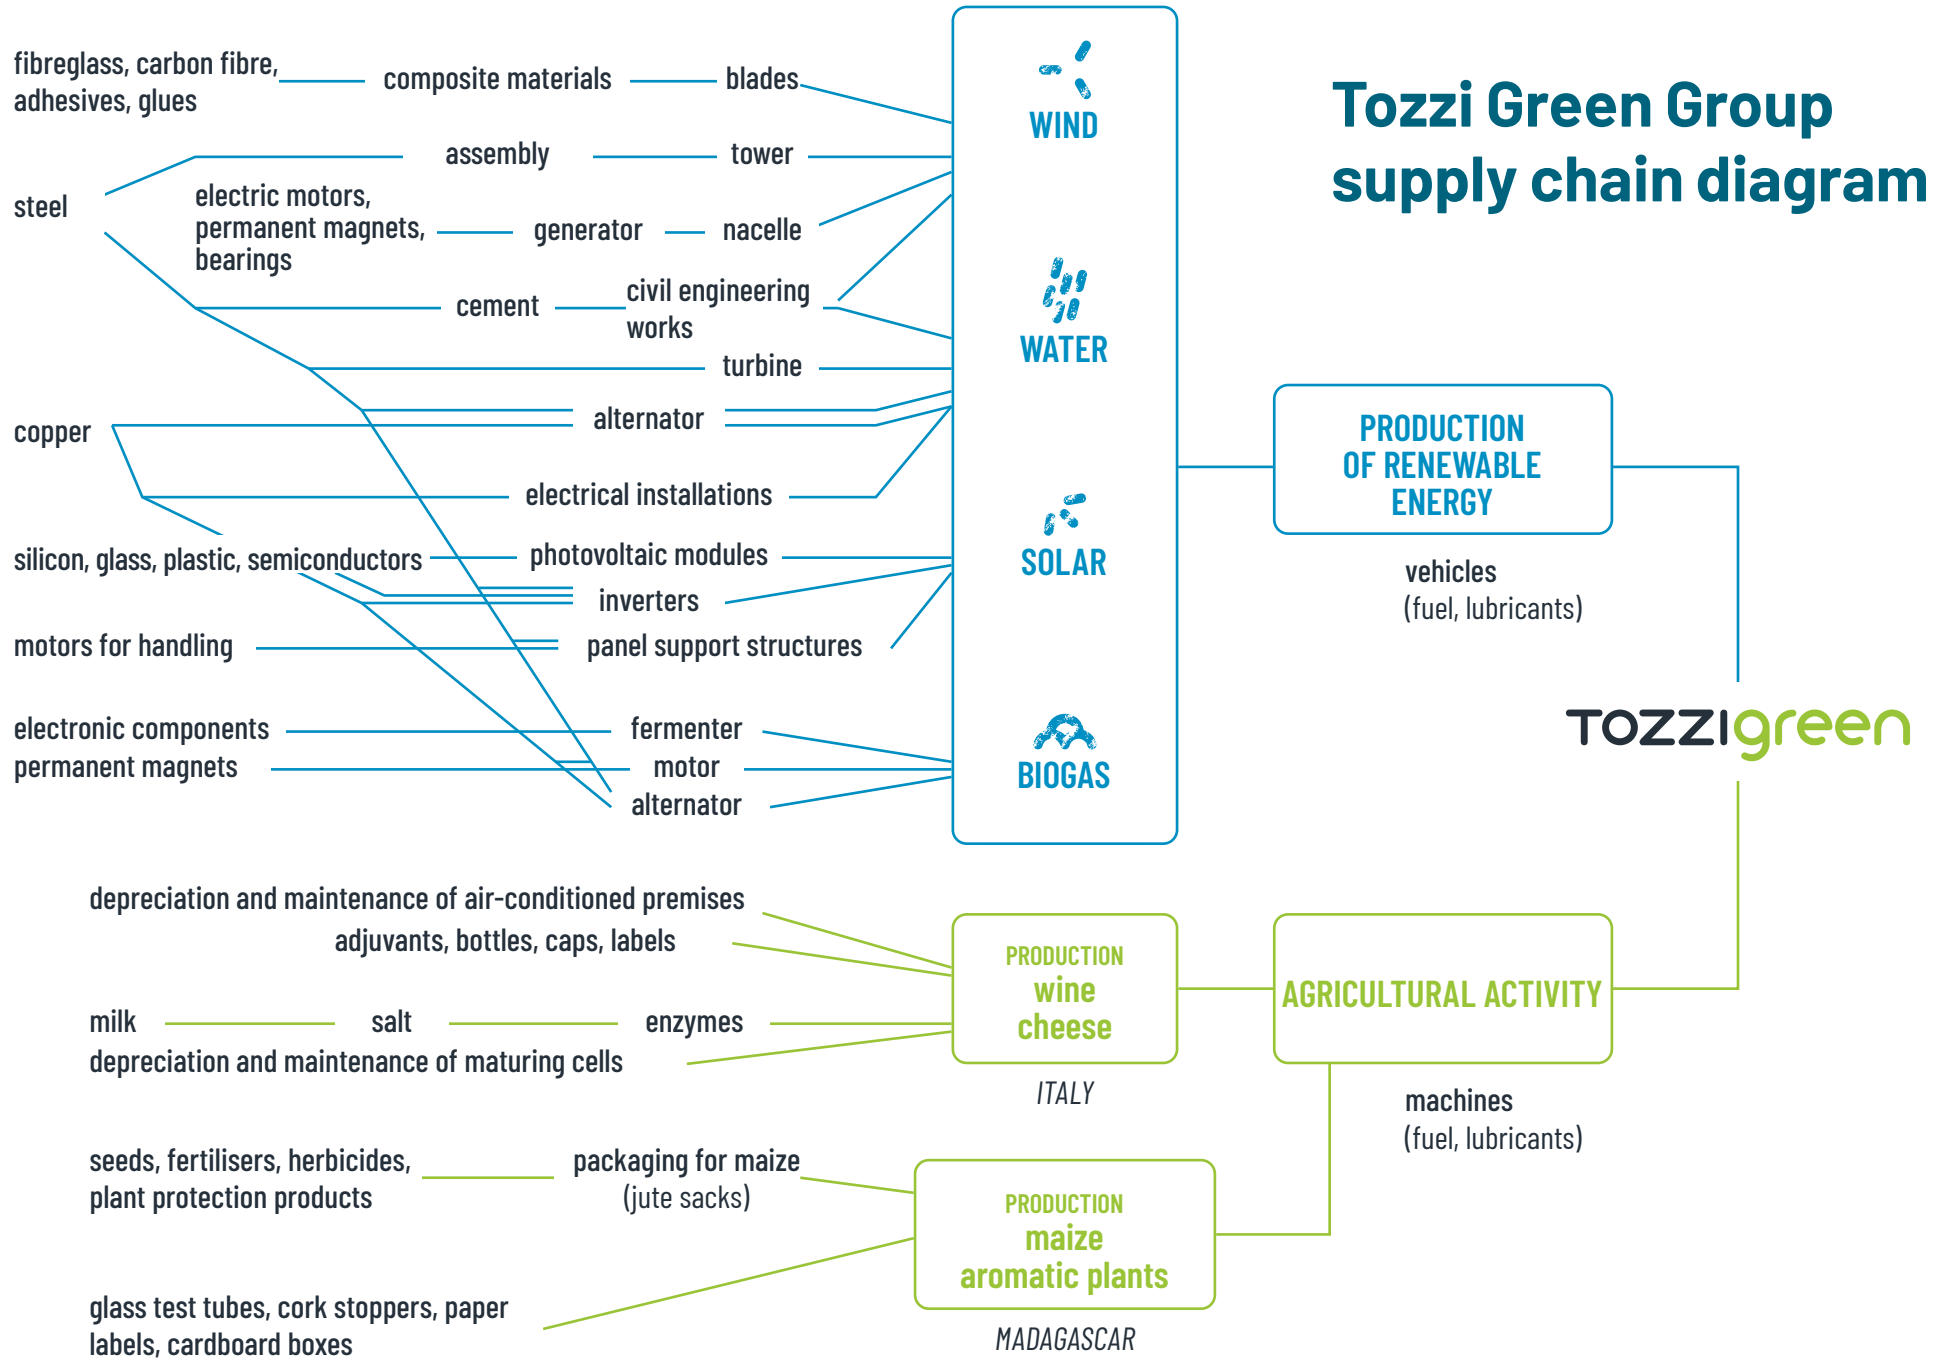 Tozzi Green Group
supply chain diagram
fibreglass, carbon fibre,
adhesives, glues
composite materials
blades
WIND
steel
assembly
tower
electric motors,
permanent magnets,
bearings
generator
nacelle
cement
civil engineering
works
WATER
turbine
copper
alternator
electrical installations
silicon, glass, plastic, semiconductors
photovoltaic modules
SOLAR
inverters
motors for handling
panel support structures
electronic components
fermenter
permanent magnets
motor
BIOGAS
alternator
PRODUCTION
OF RENEWABLE
ENERGY
vehicles
(fuel, lubricants)
TOZZIgreen
depreciation and maintenance of air-conditioned premises
adjuvants, bottles, caps, labels
milk
salt
enzymes
depreciation and maintenance of maturing cells
PRODUCTION
wine
cheese
ITALY
AGRICULTURAL ACTIVITY
machines
(fuel, lubricants)
seeds, fertilisers, herbicides,
plant protection products
packaging for maize
(jute sacks)
PRODUCTION
maize
aromatic plants
MADAGASCAR
glass test tubes, cork stoppers, paper
labels, cardboard boxes